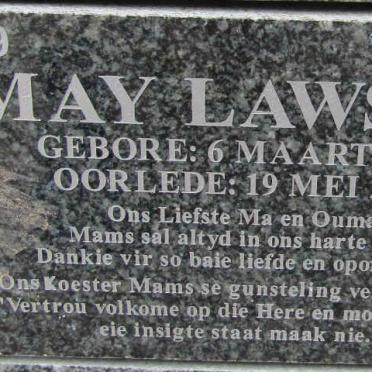 9
MAY LAWS
GEBORE: 6 MAART
OORLEDE: 19 MEI
Ons Liefste Ma en Ouma
Mams sal altyd in ons harte
Dankie vir so baie liefde en opo
Ons Koester Mams se gunsteling ve
"Vertrou volkome op die Here en mo
eie insigte staat maak nie.